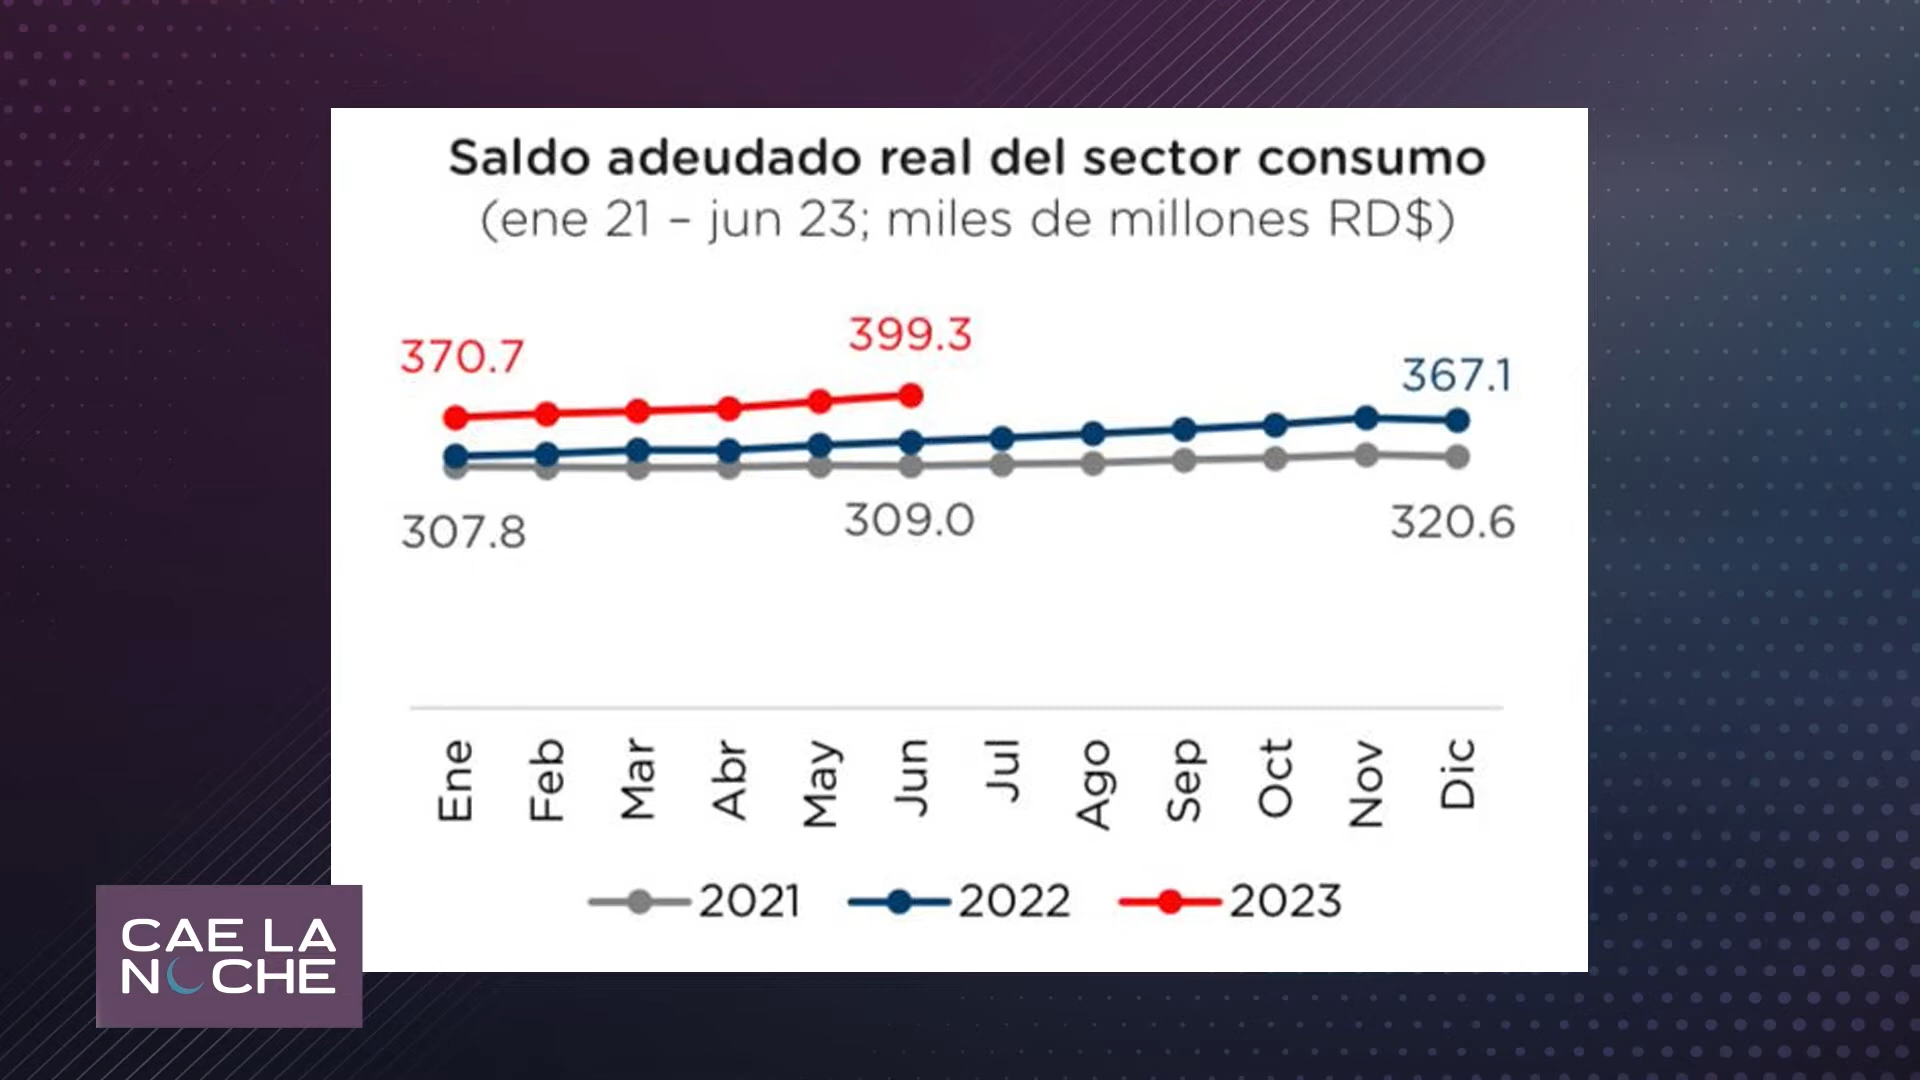 Saldo adeudado real del sector consumo
(ene 21 – jun 23; miles de millones RD$)
370.7
399.3
367.1
307.8
309.0
320.6
Ene
Feb
Mar
Abr
May
Jun
Jul
Ago
Sep
Oct
Nov
Dic
2021
2022
2023
CAE LA
NOCHE